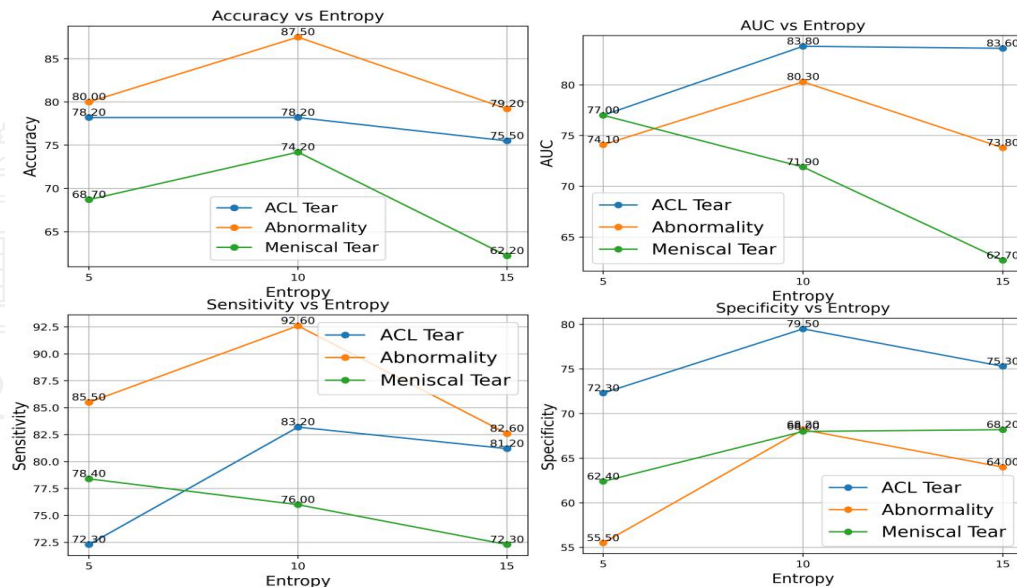 Accuracy vs Entropy
87.50
85
80.00
80
78.20
78.20
75.50
79.20
75
74.20
70
68.70
65
62.20
Accuracy
ACL Tear
Abnormality
Meniscal Tear
5
10
15
Entropy
AUC vs Entropy
83.80
83.60
80
80.30
77.00
75
74.10
73.80
71.90
70
65
62.70
AUC
ACL Tear
Abnormality
Meniscal Tear
5
10
15
Entropy
Sensitivity vs Entropy
92.5
92.60
90.0
87.5
85.50
85.0
83.20
82.60
82.5
81.20
80.0
78.40
77.5
76.00
75.0
72.5
72.30
72.30
Sensitivity
ACL Tear
Abnormality
Meniscal Tear
5
10
15
Entropy
Specificity vs Entropy
80
79.50
75
75.30
72.30
70
68.20
68.20
65
64.00
62.40
60
55
55.50
Specificity
ACL Tear
Abnormality
Meniscal Tear
5
10
15
Entropy